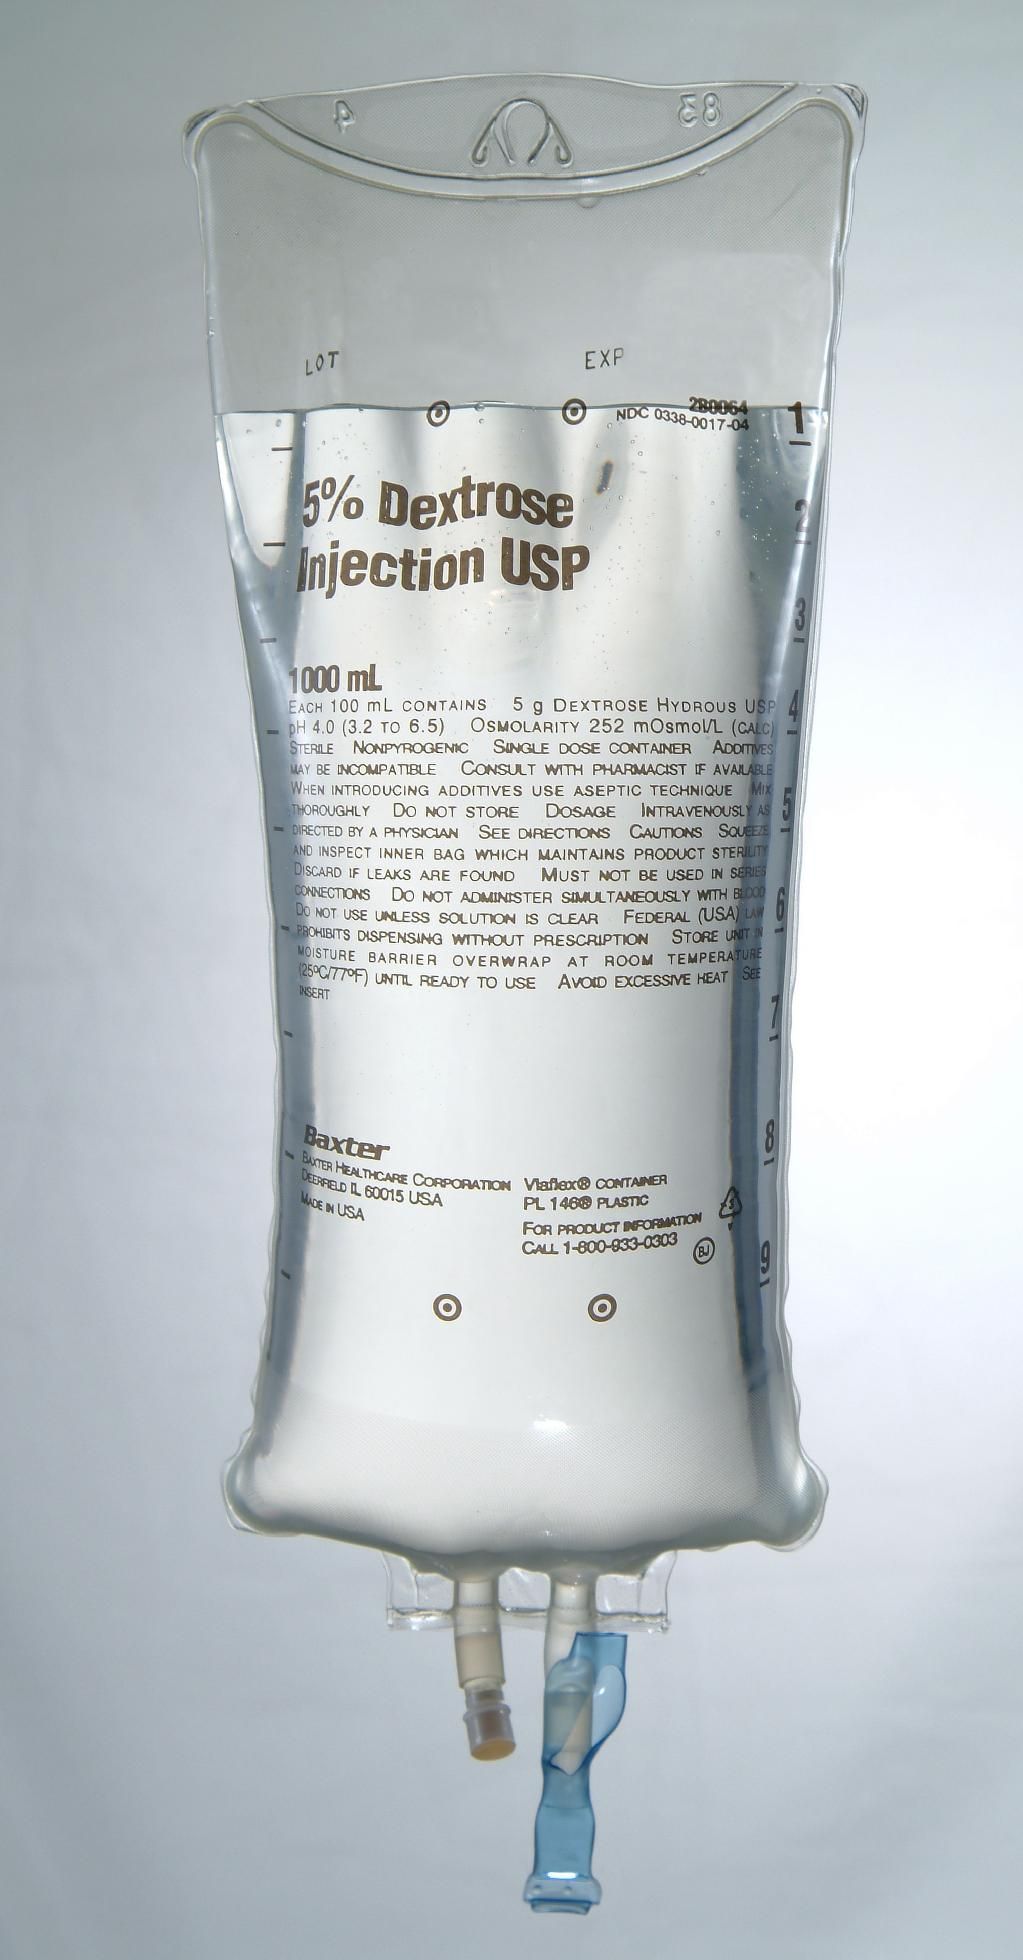 4 83
LOT EXP
2B0064
NDC 0338-0017-04
5% Dextrose
Injection USP
1000 mL
EACH 100 mL CONTAINS 5 g DEXTROSE HYDROUS USP
pH 4.0 (3.2 TO 6.5) OSMOLARITY 252 mOsmol/L (CALC)
STERILE NONPYROGENIC SINGLE DOSE CONTAINER ADDITIVES
MAY BE INCOMPATIBLE CONSULT WITH PHARMACIST IF AVAILABLE
WHEN INTRODUCING ADDITIVES USE ASEPTIC TECHNIQUE MIX
THOROUGHLY DO NOT STORE DOSAGE INTRAVENOUSLY AS
DIRECTED BY A PHYSICIAN SEE DIRECTIONS CAUTIONS SQUEEZE
AND INSPECT INNER BAG WHICH MAINTAINS PRODUCT STERILITY
DISCARD IF LEAKS ARE FOUND MUST NOT BE USED IN SERIES
CONNECTIONS DO NOT ADMINISTER SIMULTANEOUSLY WITH BLOOD
DO NOT USE UNLESS SOLUTION IS CLEAR FEDERAL (USA) LAW
PROHIBITS DISPENSING WITHOUT PRESCRIPTION STORE UNIT IN
MOISTURE BARRIER OVERWRAP AT ROOM TEMPERATURE
(25ºC/77ºF) UNTIL READY TO USE AVOID EXCESSIVE HEAT SEE
INSERT
Baxter
BAXTER HEALTHCARE CORPORATION
DEERFIELD IL 60015 USA
MADE IN USA
Viaflex® CONTAINER
PL 146® PLASTIC
FOR PRODUCT INFORMATION
CALL 1-800-933-0303
3
BJ
1
2
3
4
5
6
7
8
9